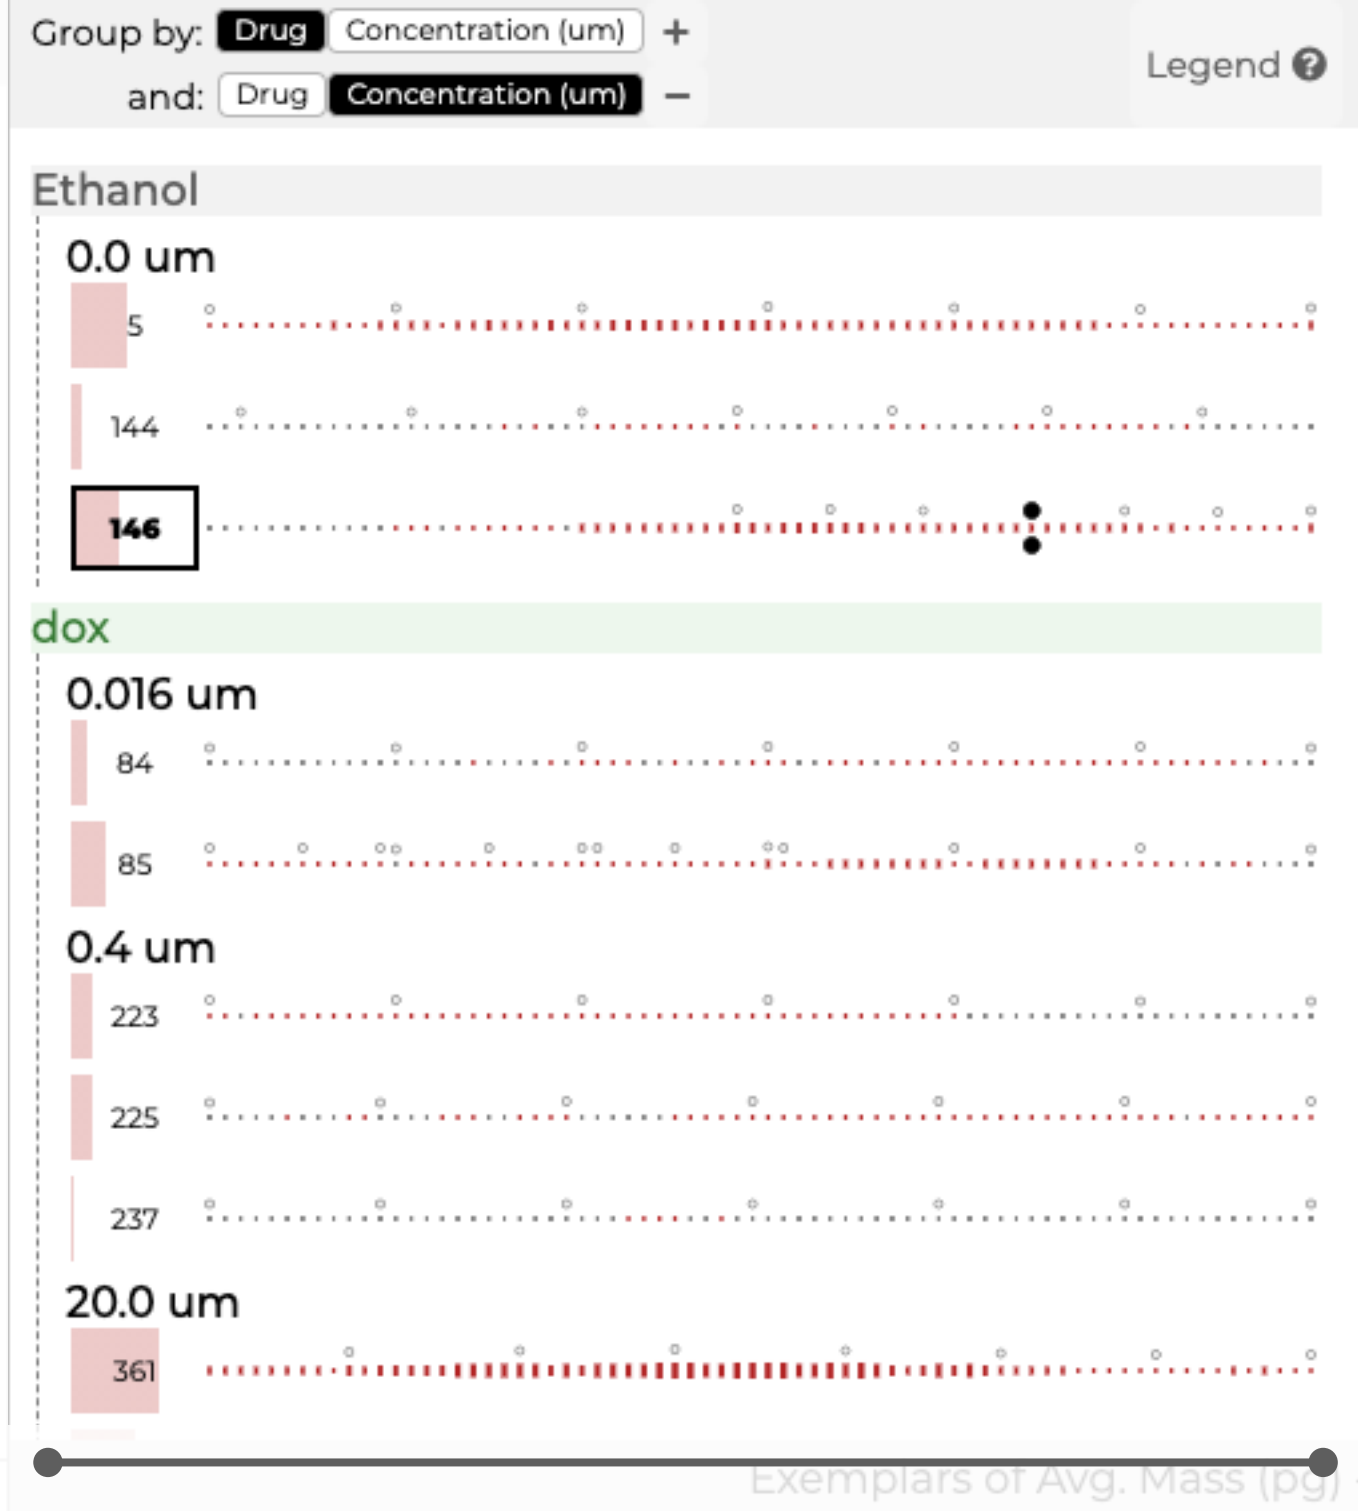 Group by: Drug Concentration (um) +
and: Drug Concentration (um) −
Legend ?
Ethanol
0.0 um
5
144
146
dox
0.016 um
84
85
0.4 um
223
225
237
20.0 um
361
Exemplars of Avg. Mass (pg)